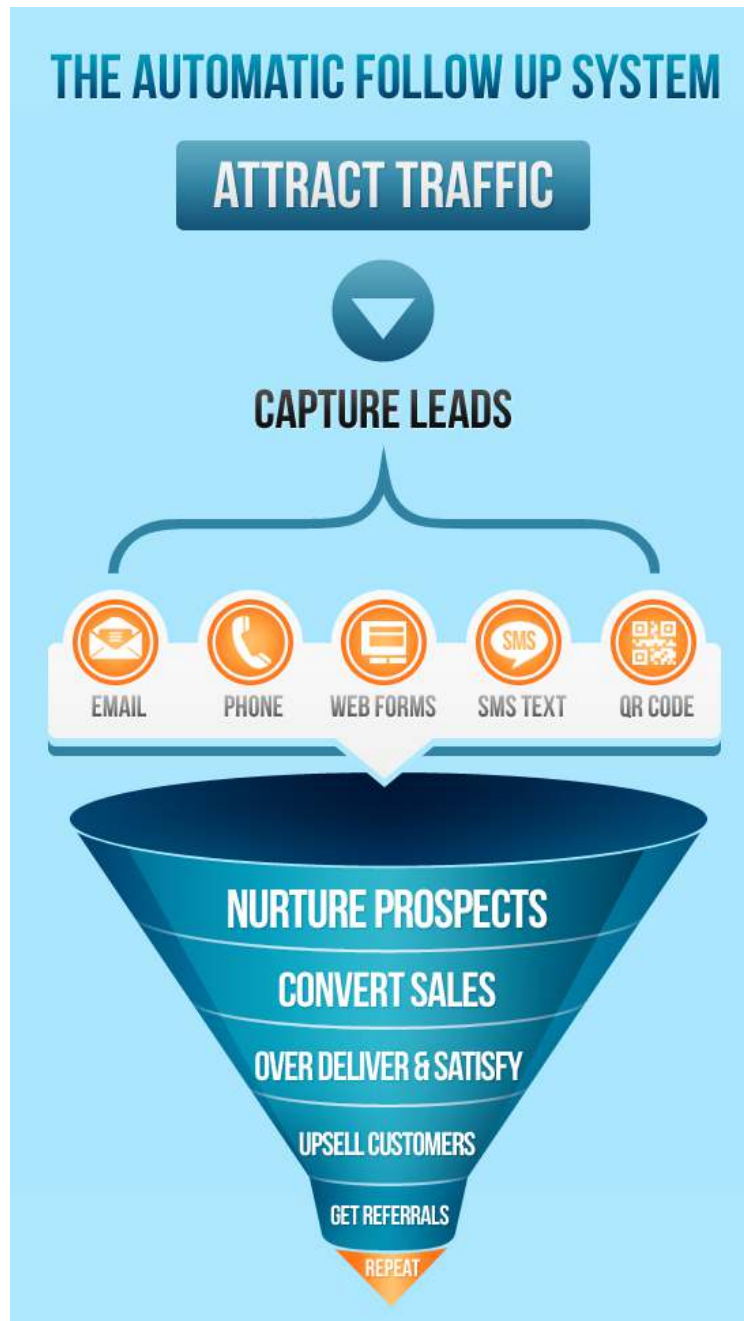 THE AUTOMATIC FOLLOW UP SYSTEM
ATTRACT TRAFFIC
CAPTURE LEADS
EMAIL
PHONE
WEB FORMS
SMS
SMS TEXT
QR CODE
NURTURE PROSPECTS
CONVERT SALES
OVER DELIVER & SATISFY
UPSELL CUSTOMERS
GET REFERRALS
REPEAT